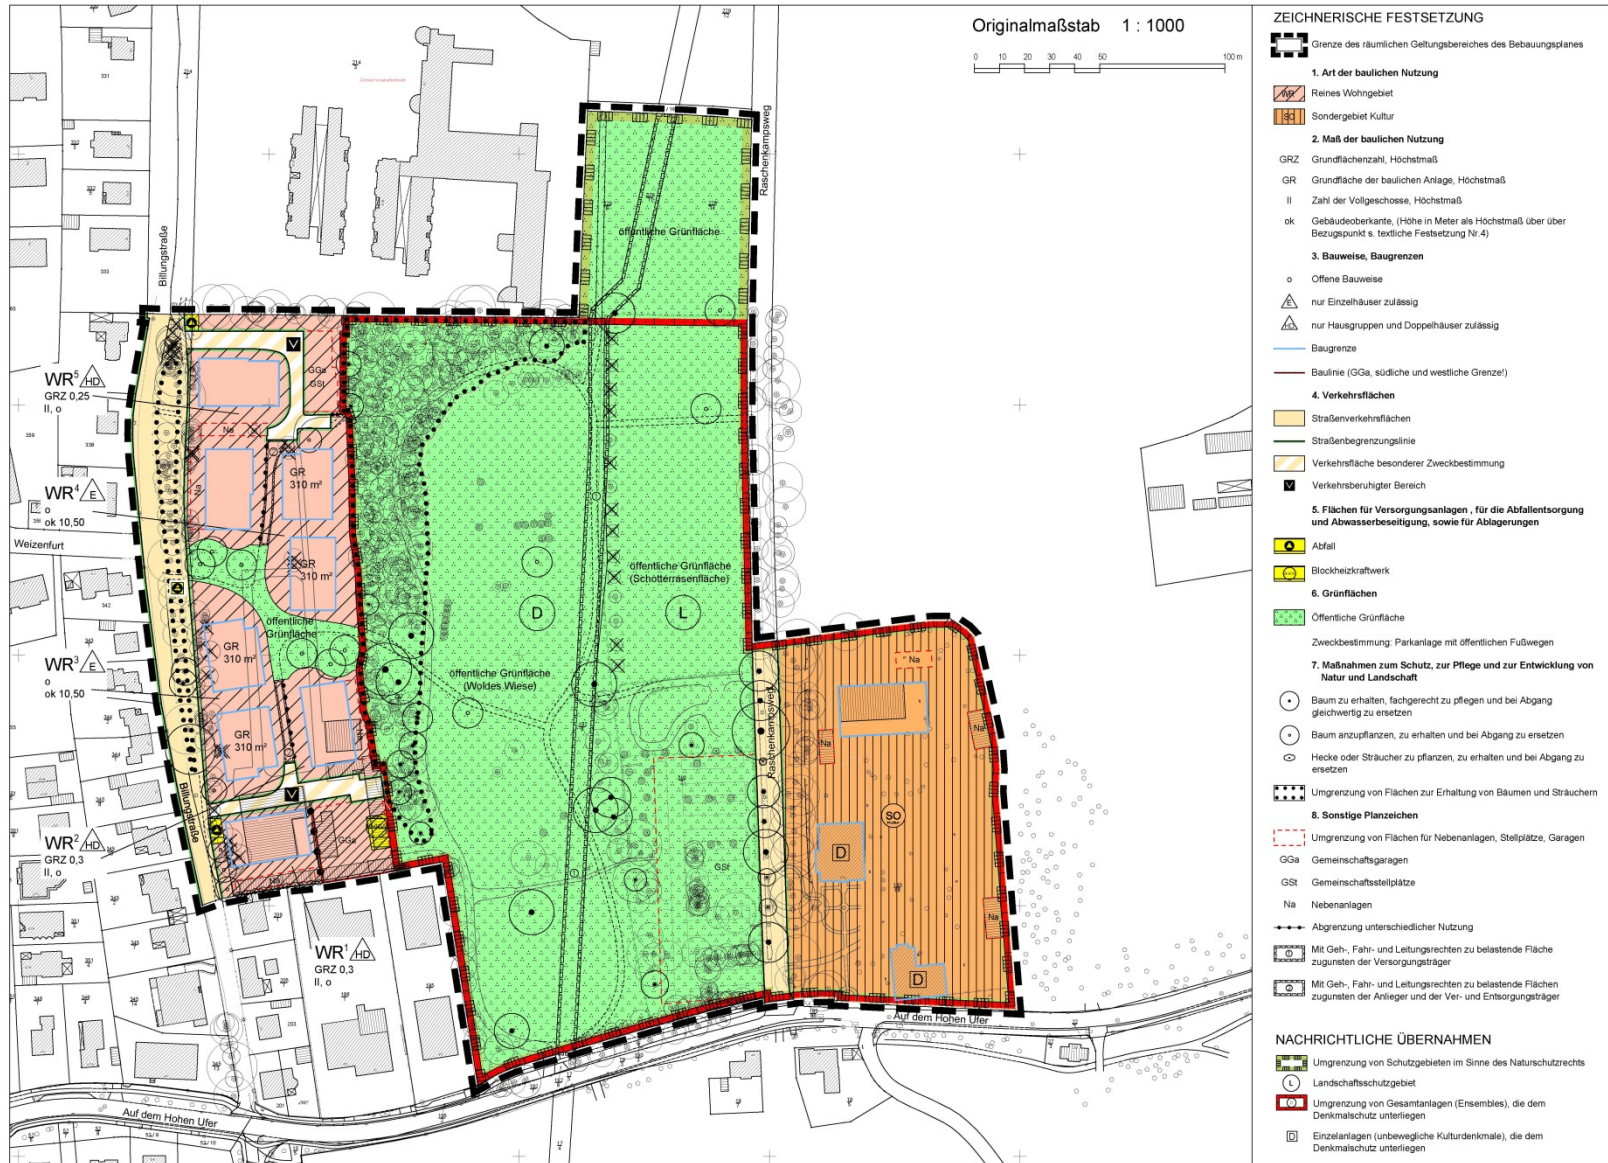 Originalmaßstab 1 : 1000
0 10 20 30 40 50 100 m
Billungstraße
Raschenkampsweg
öffentliche Grünfläche
WR5 HD
GRZ 0,25
II, o
GGa
GSt
Na
Na
GR
310 m²
WR4 E
o
ok 10,50
Weizenfurt
GR
310 m²
öffentliche Grünfläche
(Schotterrasenfläche)
D
L
öffentliche
Grünfläche
GR
310 m²
WR3 E
o
ok 10,50
öffentliche Grünfläche
(Woldes Wiese)
Na
GR
310 m²
Na
Na
Na
Raschenkampsweg
Billungstraße
SO
WR2 HD
GRZ 0,3
II, o
GGa
D
GSt
Na
Na
WR1 HD
GRZ 0,3
II, o
D
Auf dem Hohen Ufer
Auf dem Hohen Ufer
ZEICHNERISCHE FESTSETZUNG
Grenze des räumlichen Geltungsbereiches des Bebauungsplanes
1. Art der baulichen Nutzung
WR Reines Wohngebiet
SO Sondergebiet Kultur
2. Maß der baulichen Nutzung
GRZ Grundflächenzahl, Höchstmaß
GR Grundfläche der baulichen Anlage, Höchstmaß
II Zahl der Vollgeschosse, Höchstmaß
ok Gebäudeoberkante, (Höhe in Meter als Höchstmaß über über
Bezugspunkt s. textliche Festsetzung Nr.4)
3. Bauweise, Baugrenzen
o Offene Bauweise
E nur Einzelhäuser zulässig
HD nur Hausgruppen und Doppelhäuser zulässig
Baugrenze
Baulinie (GGa, südliche und westliche Grenze!)
4. Verkehrsflächen
Straßenverkehrsflächen
Straßenbegrenzungslinie
Verkehrsfläche besonderer Zweckbestimmung
V Verkehrsberuhigter Bereich
5. Flächen für Versorgungsanlagen , für die Abfallentsorgung
und Abwasserbeseitigung, sowie für Ablagerungen
Abfall
Blockheizkraftwerk
6. Grünflächen
Öffentliche Grünfläche
Zweckbestimmung: Parkanlage mit öffentlichen Fußwegen
7. Maßnahmen zum Schutz, zur Pflege und zur Entwicklung von
Natur und Landschaft
Baum zu erhalten, fachgerecht zu pflegen und bei Abgang
gleichwertig zu ersetzen
Baum anzupflanzen, zu erhalten und bei Abgang zu ersetzen
Hecke oder Sträucher zu pflanzen, zu erhalten und bei Abgang zu
ersetzen
Umgrenzung von Flächen zur Erhaltung von Bäumen und Sträuchern
8. Sonstige Planzeichen
Umgrenzung von Flächen für Nebenanlagen, Stellplätze, Garagen
GGa Gemeinschaftsgaragen
GSt Gemeinschaftsstellplätze
Na Nebenanlagen
Abgrenzung unterschiedlicher Nutzung
1 Mit Geh-, Fahr- und Leitungsrechten zu belastende Fläche
zugunsten der Versorgungsträger
2 Mit Geh-, Fahr- und Leitungsrechten zu belastende Flächen
zugunsten der Anlieger und der Ver- und Entsorgungsträger
NACHRICHTLICHE ÜBERNAHMEN
Umgrenzung von Schutzgebieten im Sinne des Naturschutzrechts
L Landschaftsschutzgebiet
Umgrenzung von Gesamtanlagen (Ensembles), die dem
Denkmalschutz unterliegen
D Einzelanlagen (unbewegliche Kulturdenkmale), die dem
Denkmalschutz unterliegen